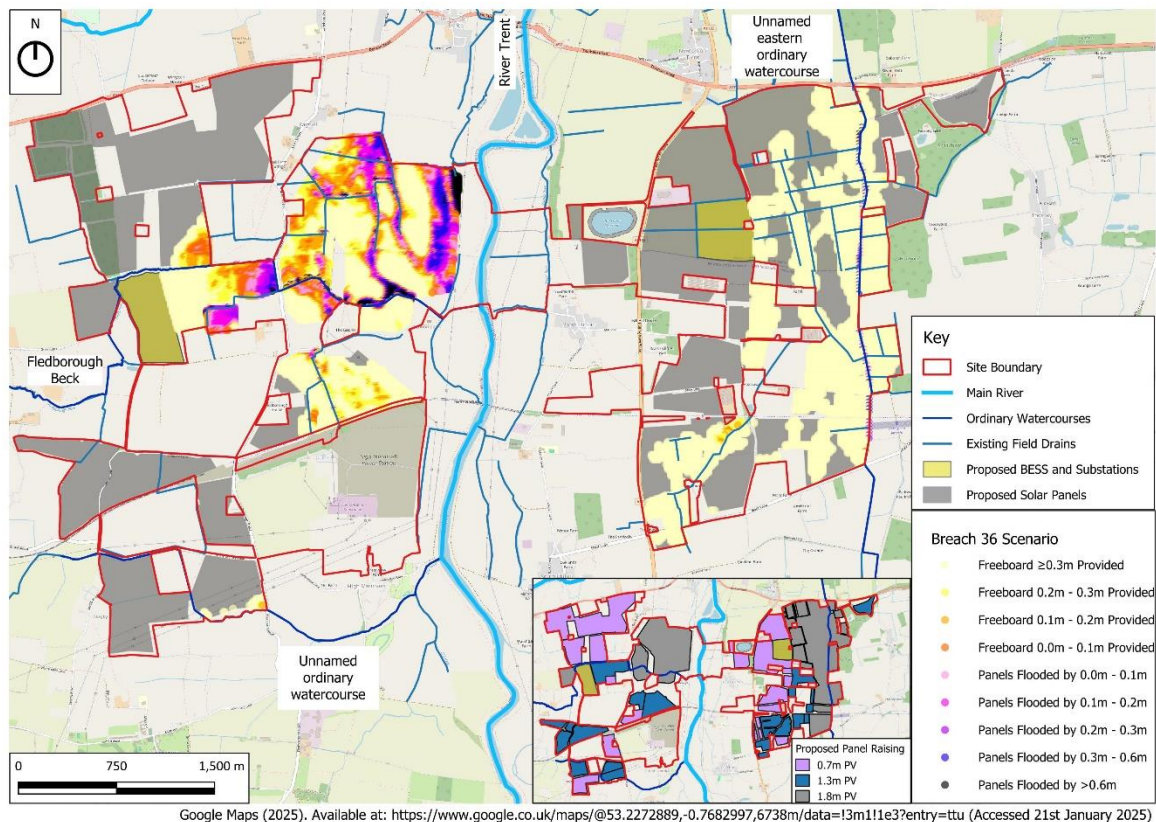 N
River Trent
Unnamed
eastern
ordinary
watercourse
Fledborough
Beck
Unnamed
ordinary
watercourse
0 750 1,500 m
Key
Site Boundary
Main River
Ordinary Watercourses
Existing Field Drains
Proposed BESS and Substations
Proposed Solar Panels
Breach 36 Scenario
Freeboard ≥0.3m Provided
Freeboard 0.2m - 0.3m Provided
Freeboard 0.1m - 0.2m Provided
Freeboard 0.0m - 0.1m Provided
Panels Flooded by 0.0m - 0.1m
Panels Flooded by 0.1m - 0.2m
Panels Flooded by 0.2m - 0.3m
Panels Flooded by 0.3m - 0.6m
Panels Flooded by >0.6m
Proposed Panel Raising
0.7m PV
1.3m PV
1.8m PV
Google Maps (2025). Available at: https://www.google.co.uk/maps/@53.2272889,-0.7682997,6738m/data=!3m1!1e3?entry=ttu (Accessed 21st January 2025)